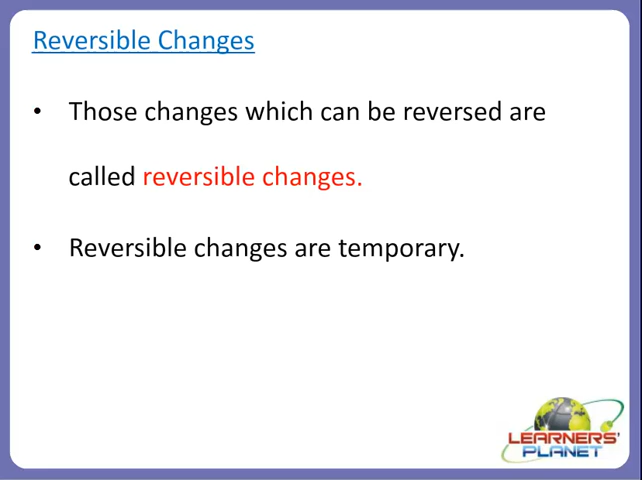 Reversible Changes
• Those changes which can be reversed are
called reversible changes.
• Reversible changes are temporary.
LEARNERS'
PLANET